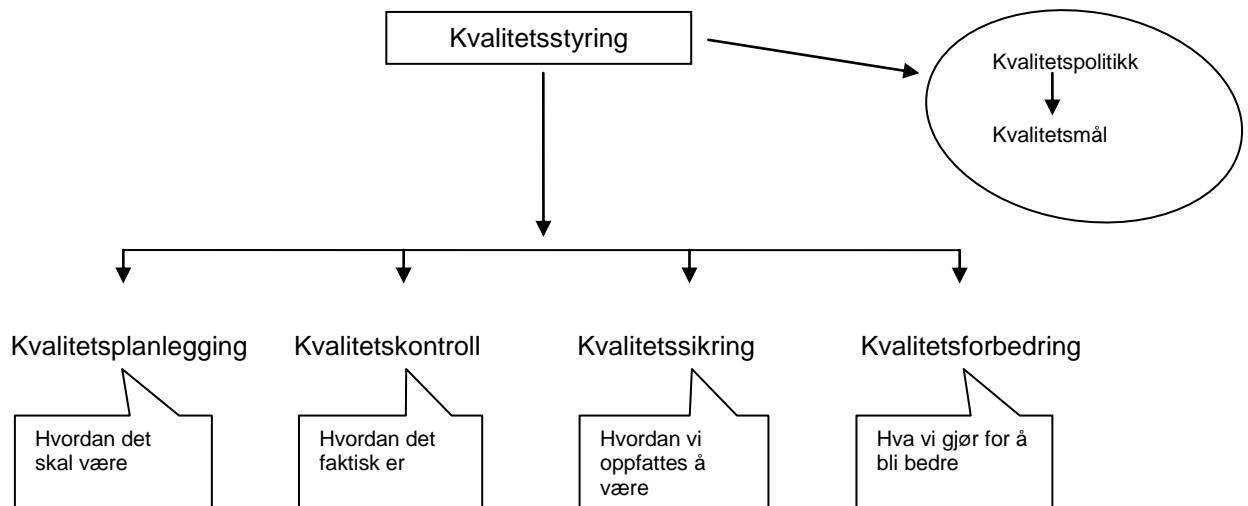 Kvalitetsstyring
Kvalitetspolitikk
Kvalitetsmål
Kvalitetsplanlegging
Kvalitetskontroll
Kvalitetssikring
Kvalitetsforbedring
Hvordan det
skal være
Hvordan det
faktisk er
Hvordan vi
oppfattes å
være
Hva vi gjør for å
bli bedre